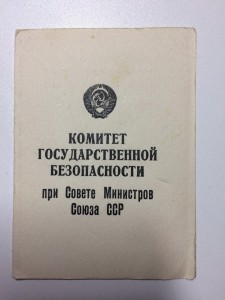 КОМИТЕТ
ГОСУДАРСТВЕННОЙ
БЕЗОПАСНОСТИ
при Совете Министров
Союза ССР